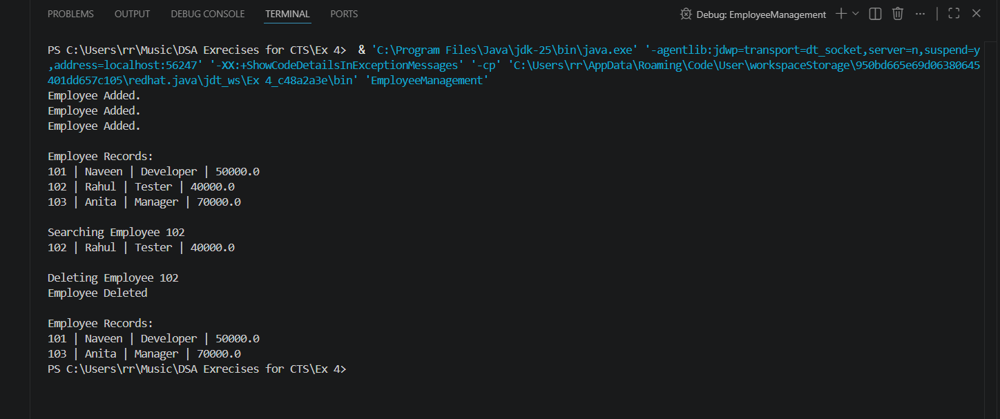 PROBLEMS OUTPUT DEBUG CONSOLE TERMINAL PORTS Debug: EmployeeManagement
PS C:\Users\rr\Music\DSA Exrecises for CTS\Ex 4>  & 'C:\Program Files\Java\jdk-25\bin\java.exe' '-agentlib:jdwp=transport=dt_socket,server=n,suspend=y
,address=localhost:56247' '-XX:+ShowCodeDetailsInExceptionMessages' '-cp' 'C:\Users\rr\AppData\Roaming\Code\User\workspaceStorage\950bd665e69d06380645
401dd657c105\redhat.java\jdt_ws\Ex 4_c48a2a3e\bin' 'EmployeeManagement'
Employee Added.
Employee Added.
Employee Added.
Employee Records:
101 | Naveen | Developer | 50000.0
102 | Rahul | Tester | 40000.0
103 | Anita | Manager | 70000.0
Searching Employee 102
102 | Rahul | Tester | 40000.0
Deleting Employee 102
Employee Deleted
Employee Records:
101 | Naveen | Developer | 50000.0
103 | Anita | Manager | 70000.0
PS C:\Users\rr\Music\DSA Exrecises for CTS\Ex 4>